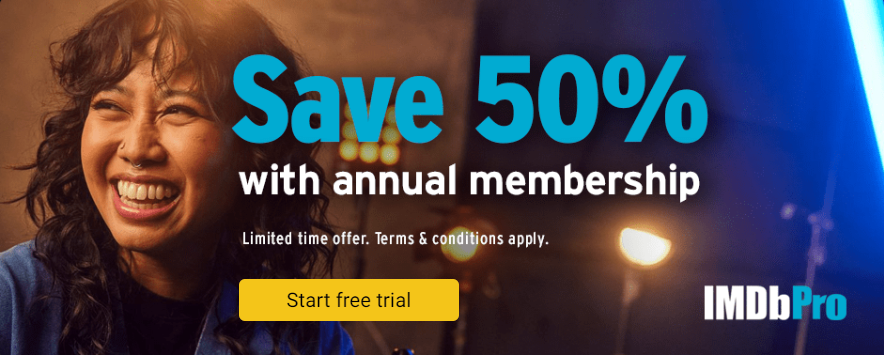 Save 50%
with annual membership
Limited time offer. Terms & conditions apply.
Start free trial
IMDbPro